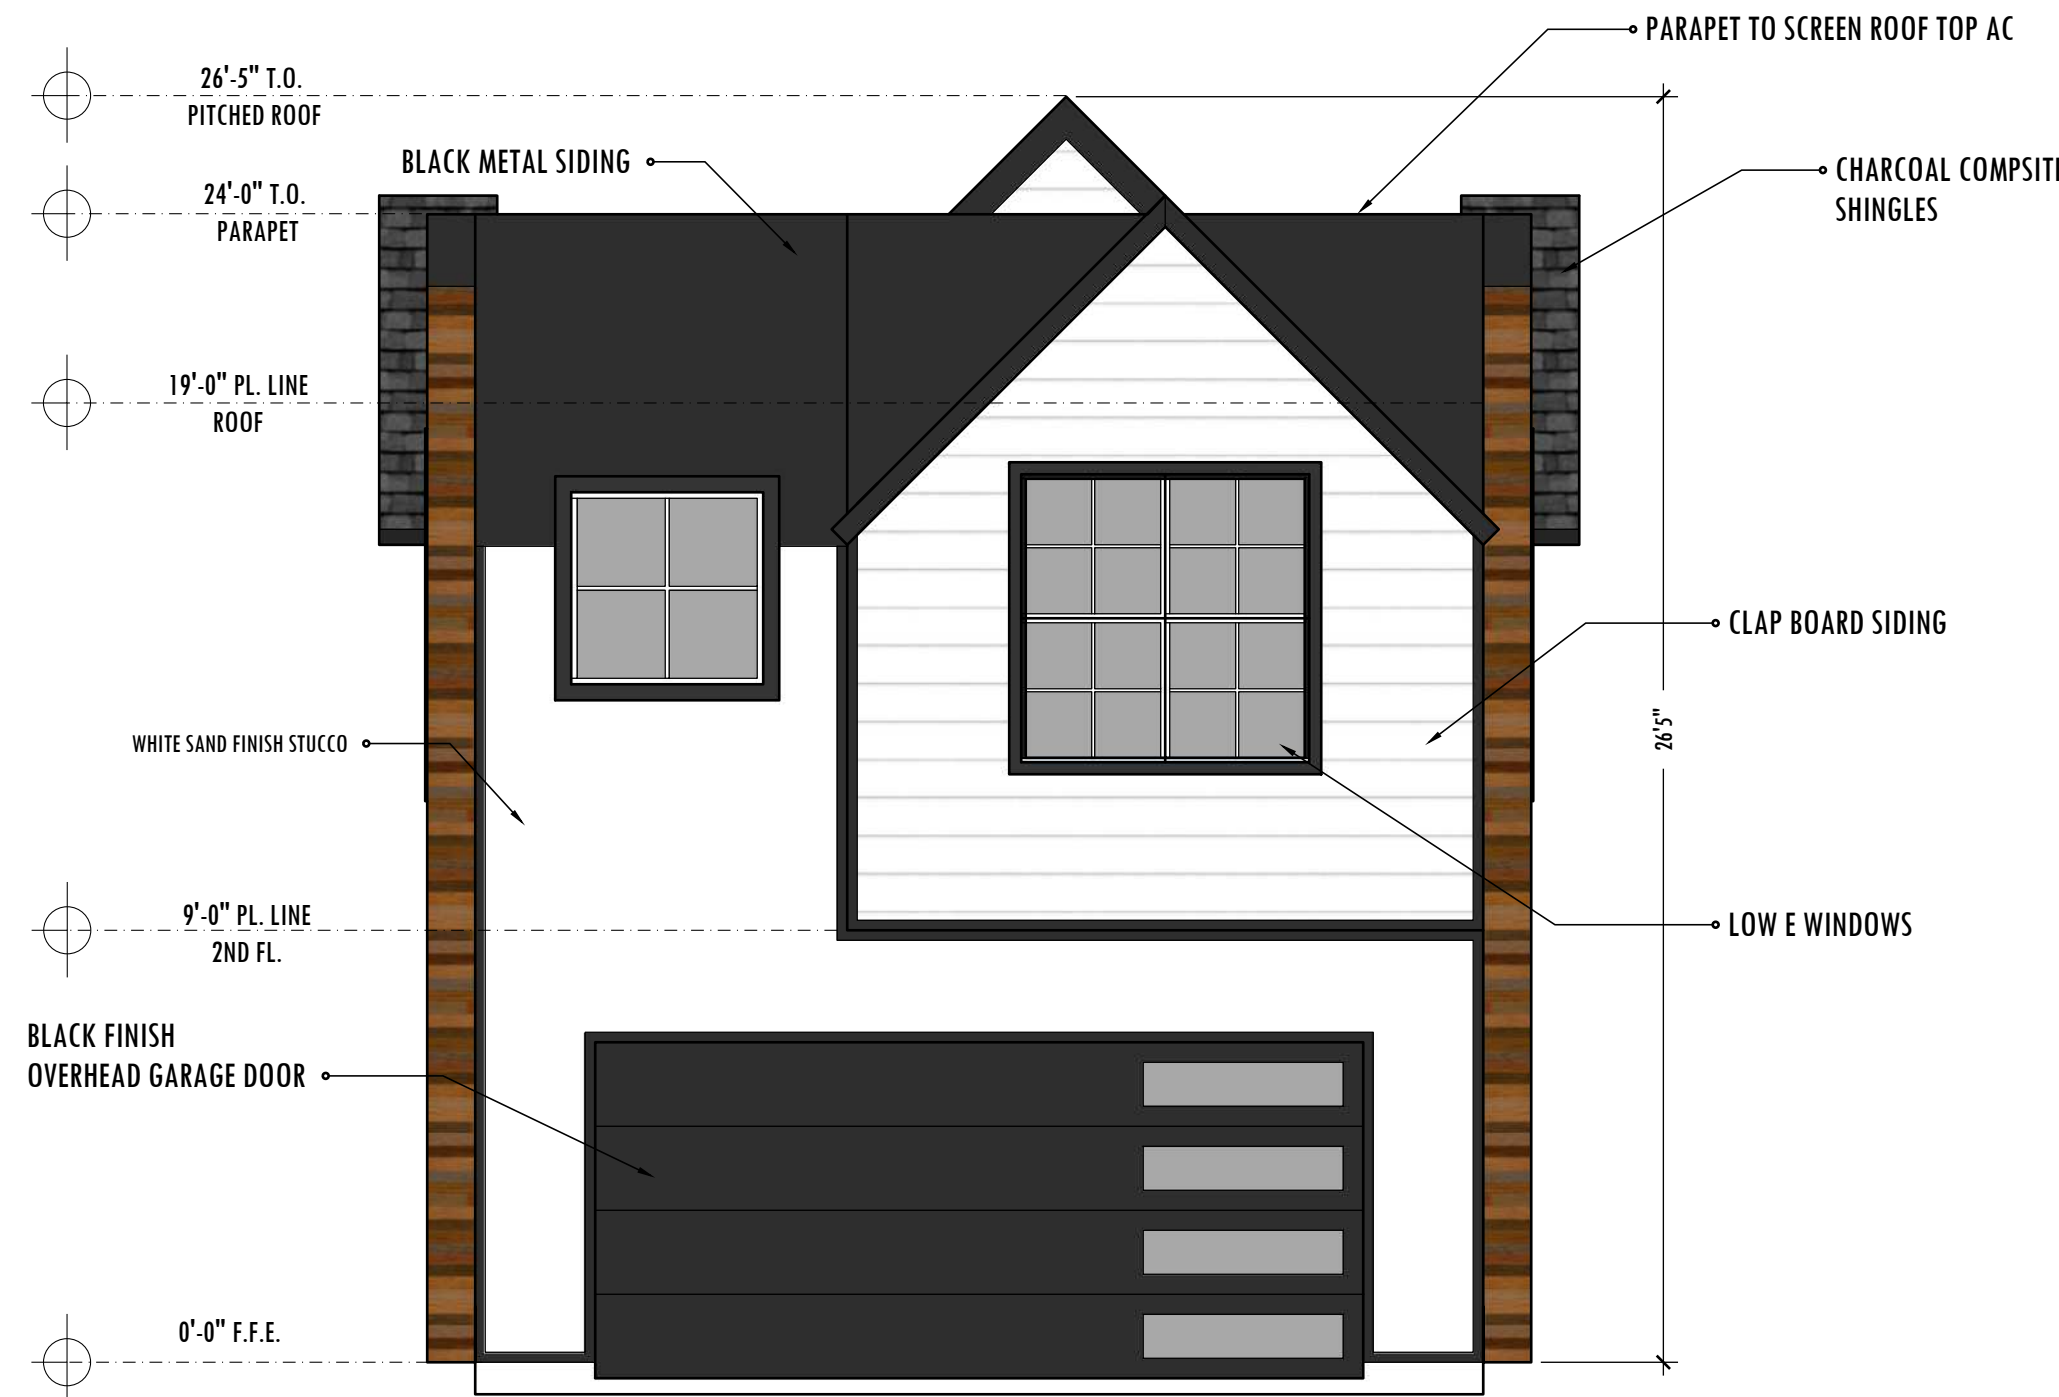 PARAPET TO SCREEN ROOF TOP AC
26'-5" T.O.
PITCHED ROOF
BLACK METAL SIDING
CHARCOAL COMPSITE
SHINGLES
24'-0" T.O.
PARAPET
19'-0" PL. LINE
ROOF
CLAP BOARD SIDING
26'5"
WHITE SAND FINISH STUCCO
9'-0" PL. LINE
2ND FL.
LOW E WINDOWS
BLACK FINISH
OVERHEAD GARAGE DOOR
0'-0" F.F.E.